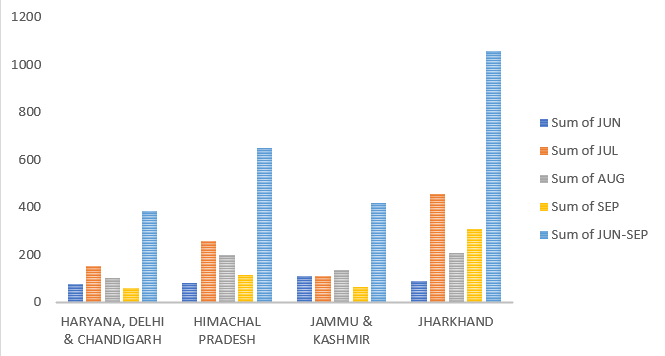 1200
1000
800
600
400
200
0
HARYANA, DELHI
& CHANDIGARH
HIMACHAL
PRADESH
JAMMU &
KASHMIR
JHARKHAND
Sum of JUN
Sum of JUL
Sum of AUG
Sum of SEP
Sum of JUN-SEP